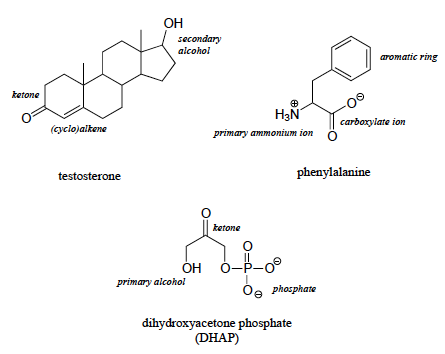 OH
secondary
alcohol
ketone
O
(cyclo)alkene
testosterone
aromatic ring
H₃N⊕
O⊖
carboxylate ion
primary ammonium ion
O
phenylalanine
O
ketone
O
OH
O–P–O⊖
primary alcohol
O⊖
phosphate
dihydroxyacetone phosphate
(DHAP)